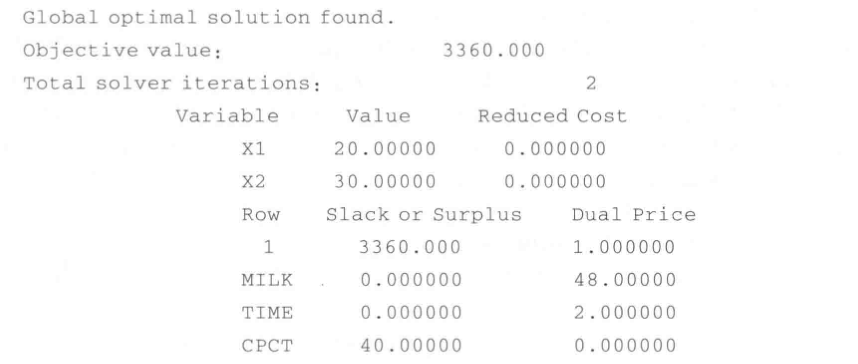 Global optimal solution found.
Objective value: 3360.000
Total solver iterations: 2
Variable Value Reduced Cost
X1 20.00000 0.000000
X2 30.00000 0.000000
Row Slack or Surplus Dual Price
1 3360.000 1.000000
MILK 0.000000 48.00000
TIME 0.000000 2.000000
CPCT 40.00000 0.000000